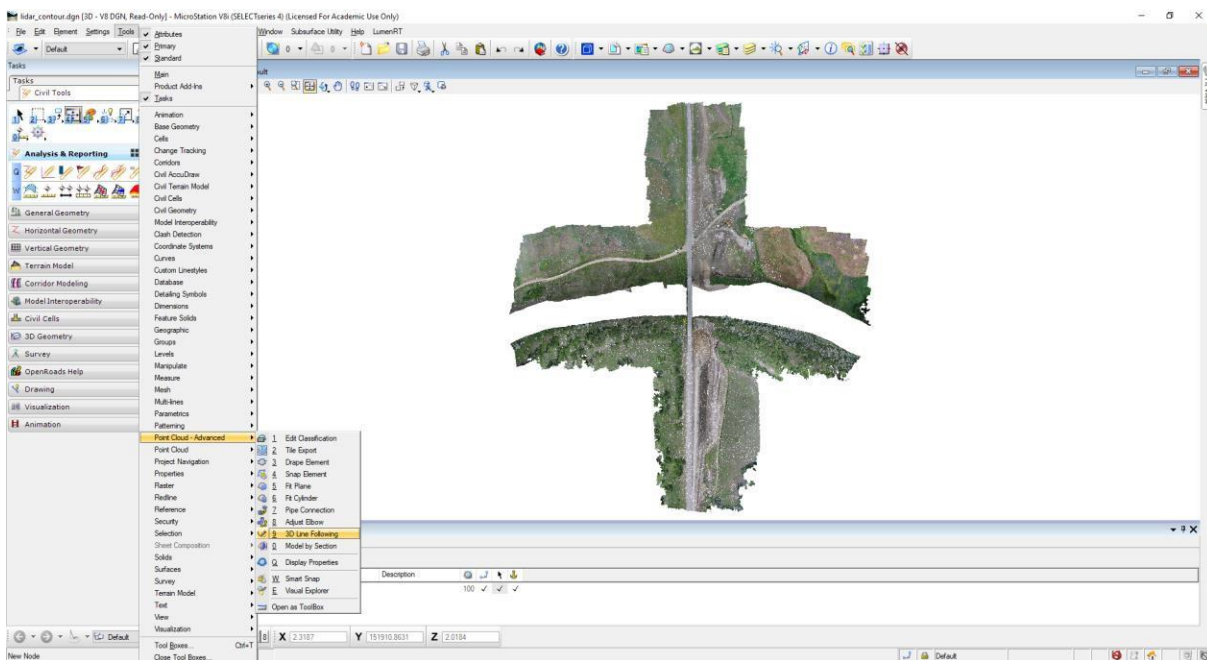 lidar_contour.dgn [3D - V8 DGN, Read-Only] - MicroStation V8i (SELECTseries 4) (Licensed For Academic Use Only)
File Edit Element Settings Tools Window Subsurface Utility Help LumenRT
Default
Tasks
Tasks
Civil Tools
Analysis & Reporting
General Geometry
Horizontal Geometry
Vertical Geometry
Terrain Model
Corridor Modeling
Model Interoperability
Civil Cells
3D Geometry
Survey
OpenRoads Help
Drawing
Visualization
Animation
Attributes
Primary
Standard
Main
Product Add-Ins
Tasks
Animation
Base Geometry
Cells
Change Tracking
Corridors
Civil AccuDraw
Civil Terrain Model
Civil Cells
Civil Geometry
Model Interoperability
Clash Detection
Coordinate Systems
Curves
Custom Linestyles
Database
Detailing Symbols
Dimensions
Feature Solids
Geographic
Groups
Levels
Manipulate
Measure
Mesh
Multi-lines
Parametrics
Patterning
Point Cloud - Advanced
Point Cloud
Project Navigation
Properties
Raster
Redline
Reference
Security
Selection
Sheet Composition
Solids
Surfaces
Survey
Terrain Model
Text
View
Visualization
Tool Boxes... Ctrl+T
Close Tool Boxes...
1 Edit Classification
2 Tile Export
3 Drape Element
4 Snap Element
5 Fit Plane
6 Fit Cylinder
7 Pipe Connection
8 Adjust Elbow
9 3D Line Following
0 Model by Section
Q Display Properties
W Smart Snap
E Visual Explorer
Open as ToolBox
Description
100
Default
X 2.3187 Y 151910.8631 Z 2.0184
New Node
Default